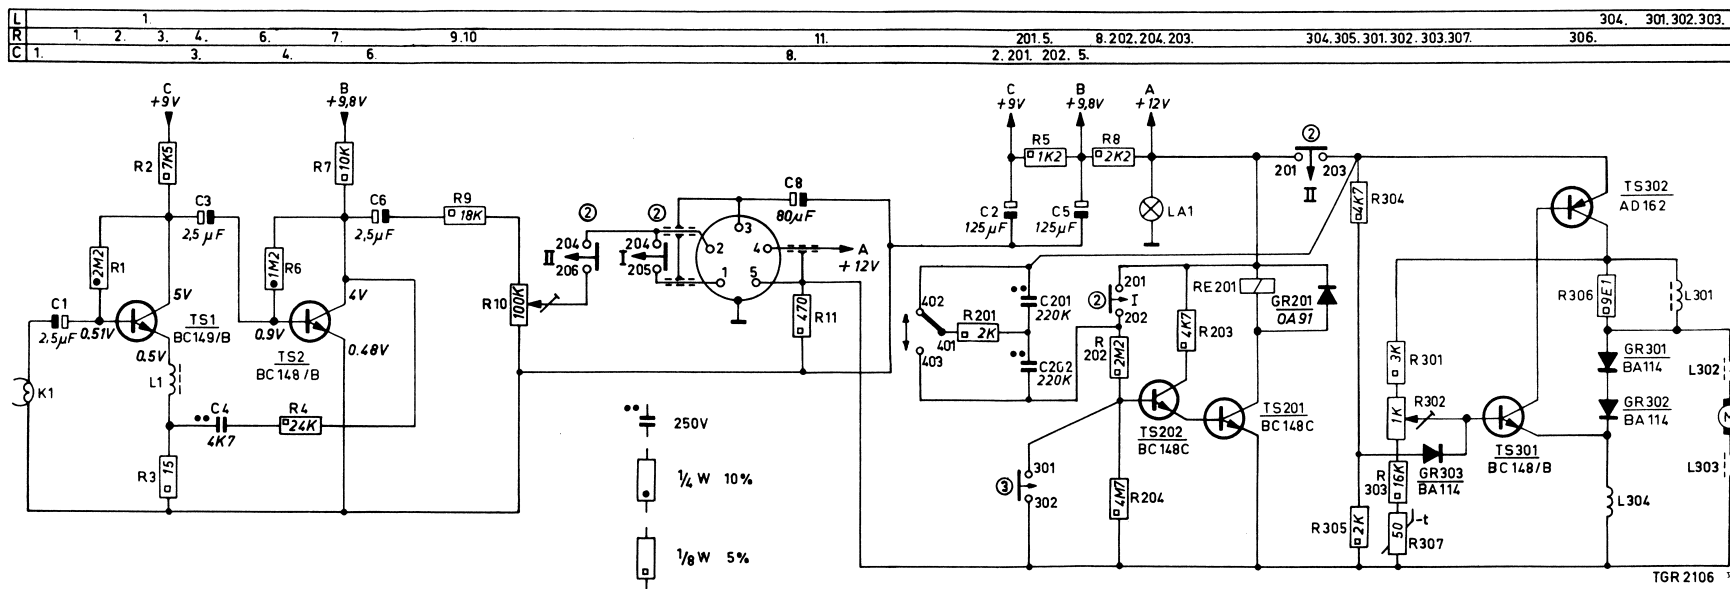 L 1. 304. 301.302.303.
R 1. 2. 3. 4. 6. 7. 9.10 11. 201.5. 8.202.204.203. 304.305.301.302.303.307. 306.
C 1. 3. 4. 6. 8. 2.201. 202. 5.
C
+9V
B
+9,8V
C
+9V
B
+9,8V
A
+12V
R2
7K5
R7
10K
R5
1K2
R8
2K2
2
201
203
II
C3
2,5µF
C6
2,5µF
R9
18K
C8
80µF
C2
125µF
C5
125µF
LA1
R304
4K7
TS302
AD162
2
204
206
II
2
204
205
I
3
2
4
1
5
A
+12V
R1
2M2
R6
1M2
5V
4V
R10
100K
R11
470
402
401
403
R201
2K
C201
220K
C202
220K
201
2
I
202
R
202
2M2
R203
4K7
RE201
GR201
OA91
R306
9E1
L301
C1
2,5µF
0.51V
TS1
BC149/B
0.5V
0.9V
TS2
BC148/B
0.48V
R301
3K
GR301
BA114
L302
K1
L1
C4
4K7
R4
24K
250V
TS202
BC148C
TS201
BC148C
R302
1K
GR302
BA114
M
TS301
BC148/B
GR303
BA114
R
303
16K
L303
R3
15
1/4 W 10%
301
3
302
R204
4M7
L304
R305
2K
-t
50
R307
1/8 W 5%
TGR 2106